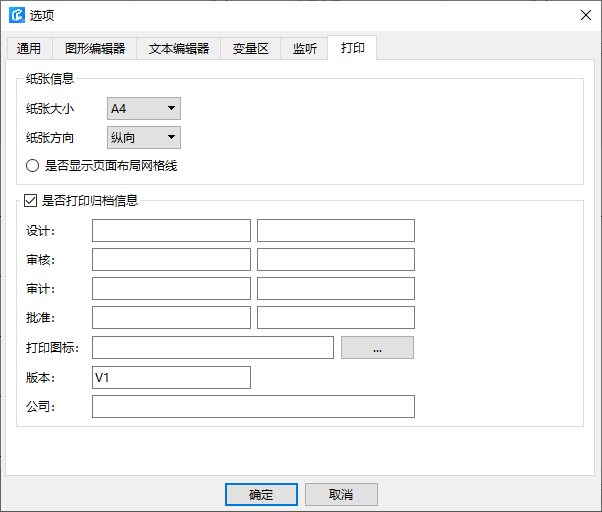 选项
通用 图形编辑器 文本编辑器 变量区 监听 打印
纸张信息
纸张大小 A4
纸张方向 纵向
是否显示页面布局网格线
是否打印归档信息
设计：
审核：
审计：
批准：
打印图标： ...
版本： V1
公司：
确定 取消